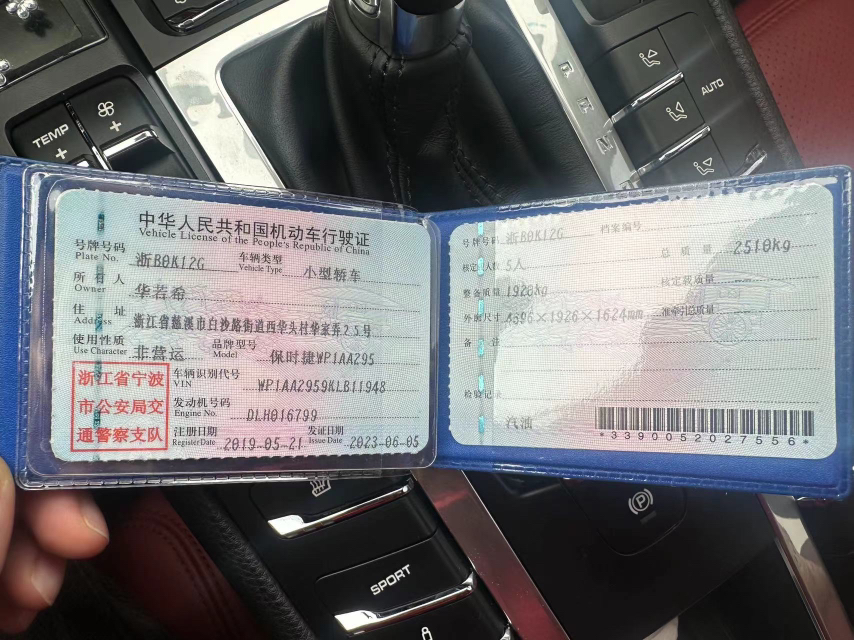 TEMP
AUTO
中华人民共和国机动车行驶证
Vehicle License of the People's Republic of China
号牌号码 浙B0K12G 车辆类型 小型轿车
Plate No. Vehicle Type
所有人 华若希
Owner
住址 浙江省慈溪市白沙路街道西华头村华家弄25号
Address
使用性质 非营运 品牌型号 保时捷WP1AA295
Use Character Model
浙江省宁波
市公安局交
通警察支队
车辆识别代号 WP1AA2959KLB11948
VIN
发动机号码 DLH016799
Engine No.
注册日期 2019-05-21 发证日期 2023-06-05
Register Date Issue Date
号牌号码 浙B0K12G 档案编号
核定载人数 5人 总质量 2510kg
整备质量 1928kg 核定载质量
外廓尺寸 4696×1926×1624mm 准牵引总质量
备注
检验记录
汽油
*3390052027556*
SPORT